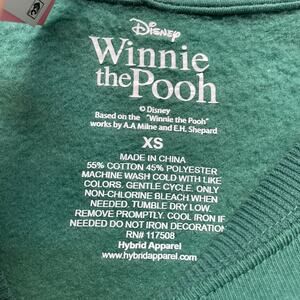 Disney
Winnie
the Pooh
© Disney
Based on the "Winnie the Pooh"
works by A.A Milne and E.H. Shepard
XS
MADE IN CHINA
55% COTTON 45% POLYESTER
MACHINE WASH COLD WITH LIKE
COLORS. GENTLE CYCLE. ONLY
NON-CHLORINE BLEACH WHEN
NEEDED. TUMBLE DRY LOW.
REMOVE PROMPTLY. COOL IRON IF
NEEDED DO NOT IRON DECORATION
RN# 117508
Hybrid Apparel
www.hybridapparel.com